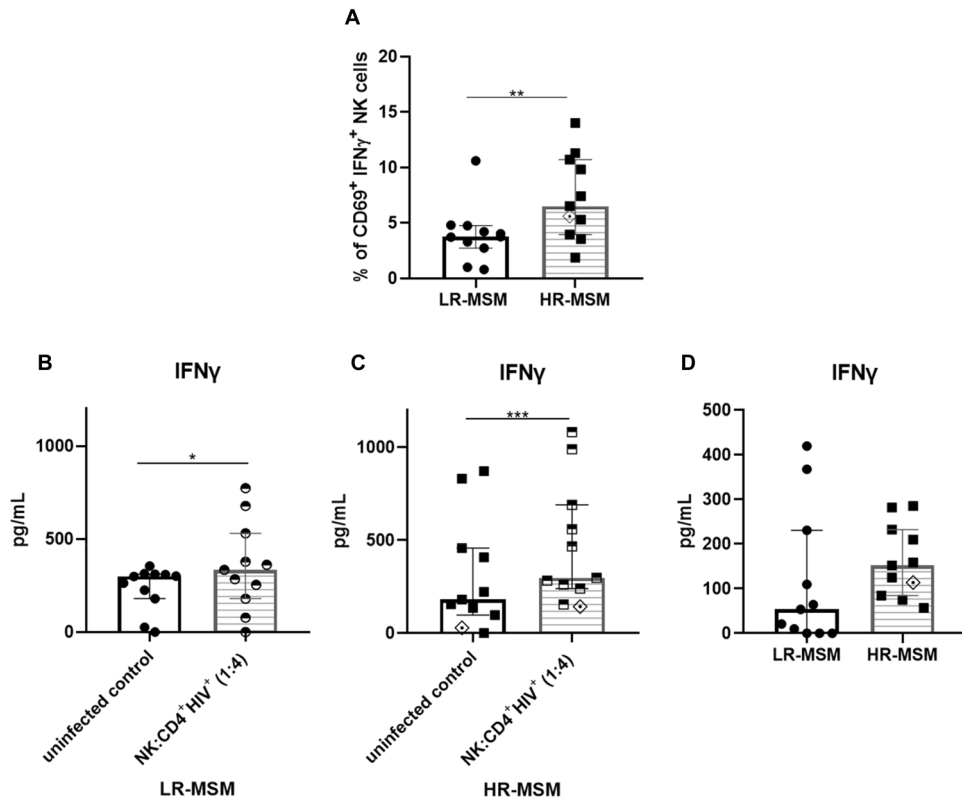 A
% of CD69+ IFNγ+ NK cells
20
15
10
5
0
**
LR-MSM
HR-MSM
B
IFNγ
pg/mL
1000
500
0
*
uninfected control
NK:CD4+HIV+ (1:4)
LR-MSM
C
IFNγ
pg/mL
1000
500
0
***
uninfected control
NK:CD4+HIV+ (1:4)
HR-MSM
D
IFNγ
pg/mL
500
400
300
200
100
0
LR-MSM
HR-MSM